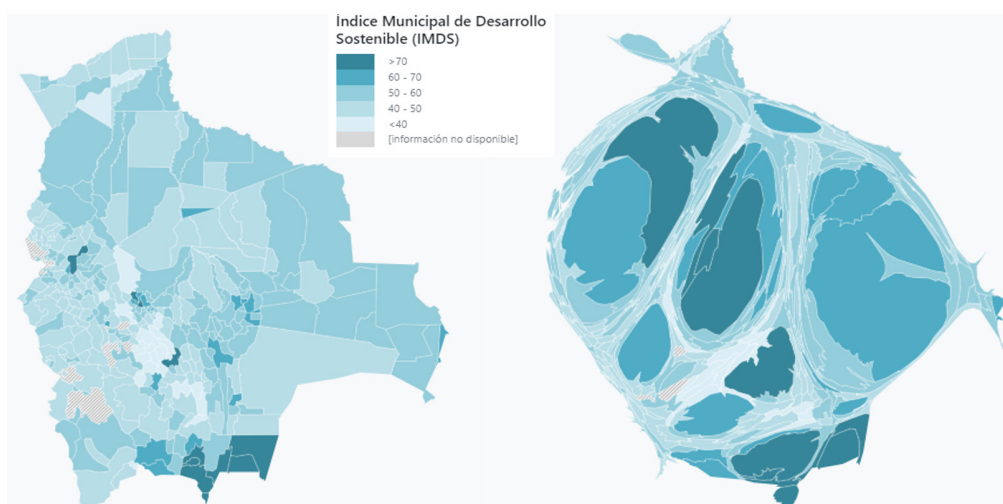 Índice Municipal de Desarrollo
Sostenible (IMDS)
>70
60 - 70
50 - 60
40 - 50
<40
[información no disponible]